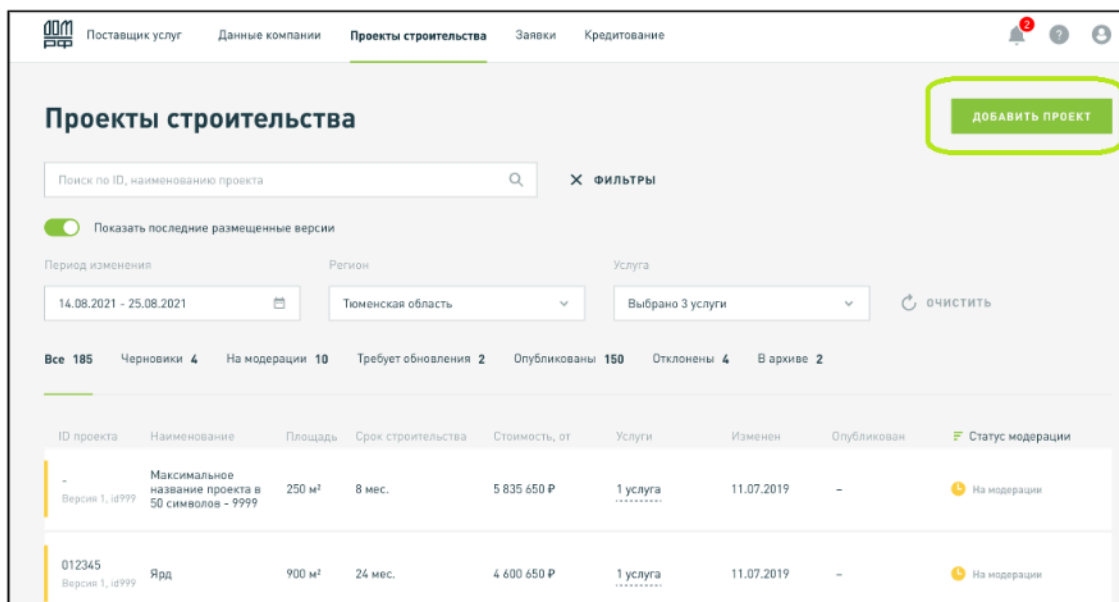 ДОМ РФ
Поставщик услуг Данные компании Проекты строительства Заявки Кредитование 2 ?
Проекты строительства ДОБАВИТЬ ПРОЕКТ
Поиск по ID, наименованию проекта ФИЛЬТРЫ
Показать последние размещенные версии
Период изменения Регион Услуга
14.08.2021 - 25.08.2021 Тюменская область Выбрано 3 услуги ОЧИСТИТЬ
Все 185 Черновики 4 На модерации 10 Требует обновления 2 Опубликованы 150 Отклонены 4 В архиве 2
ID проекта Наименование Площадь Срок строительства Стоимость, от Услуги Изменен Опубликован Статус модерации
- Максимальное
Версия 1, id999 название проекта в 250 м² 8 мес. 5 835 650 ₽ 1 услуга 11.07.2019 – На модерации
50 символов - 9999
012345
Версия 1, id999 Ярд 900 м² 24 мес. 4 600 650 ₽ 1 услуга 11.07.2019 – На модерации